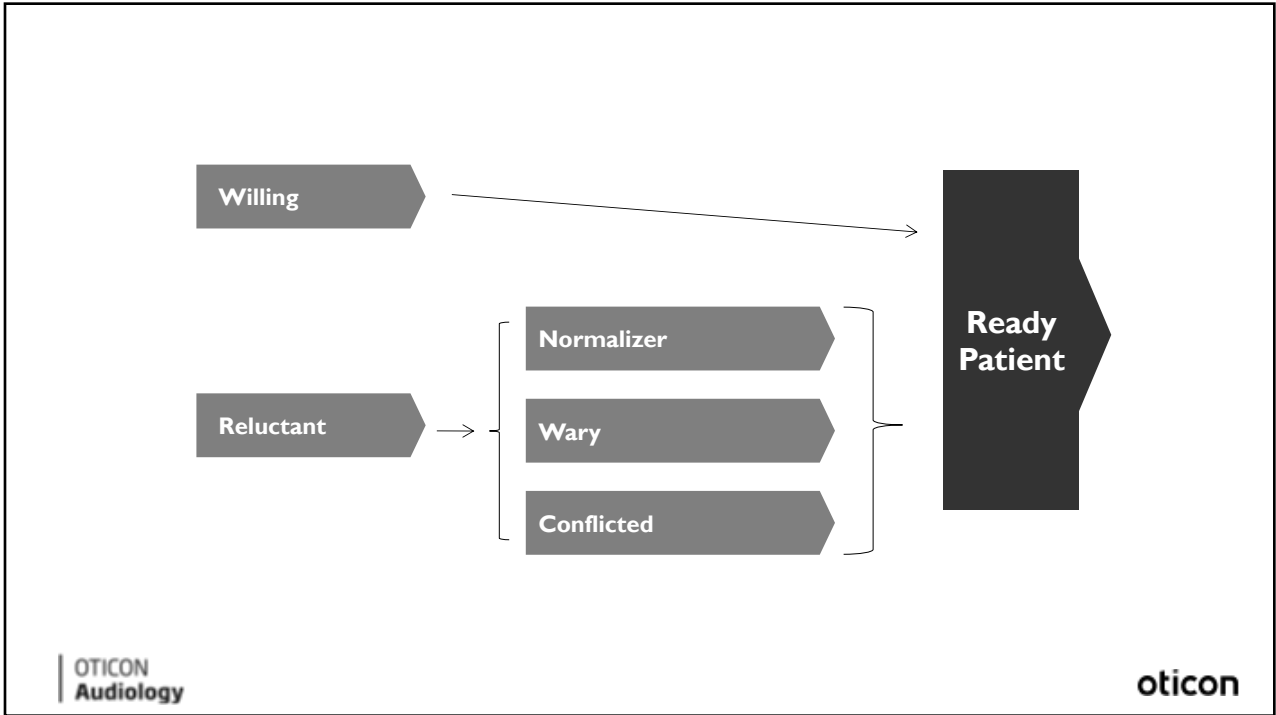 Willing
Reluctant
Normalizer
Wary
Conflicted
Ready
Patient
OTICON
Audiology
oticon